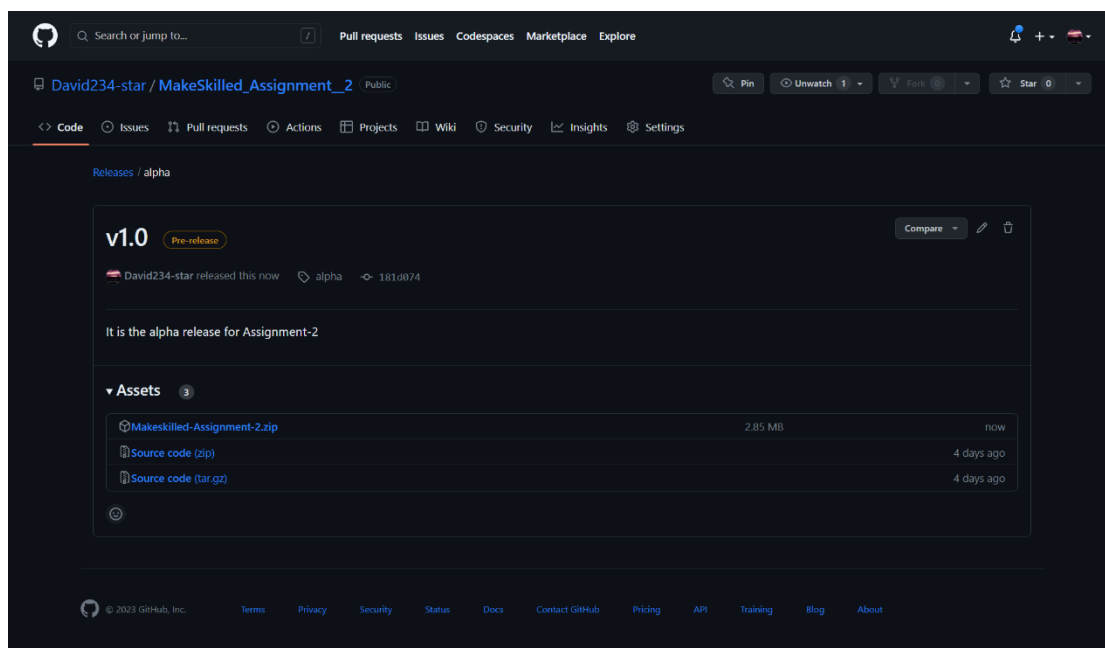 Search or jump to... / Pull requests Issues Codespaces Marketplace Explore
David234-star / MakeSkilled_Assignment__2 Public Pin Unwatch 1 Fork 0 Star 0
Code Issues Pull requests Actions Projects Wiki Security Insights Settings
Releases / alpha
v1.0 Pre-release Compare
David234-star released this now alpha 181d074
It is the alpha release for Assignment-2
Assets 3
Makeskilled-Assignment-2.zip 2.85 MB now
Source code (zip) 4 days ago
Source code (tar.gz) 4 days ago
© 2023 GitHub, Inc. Terms Privacy Security Status Docs Contact GitHub Pricing API Training Blog About